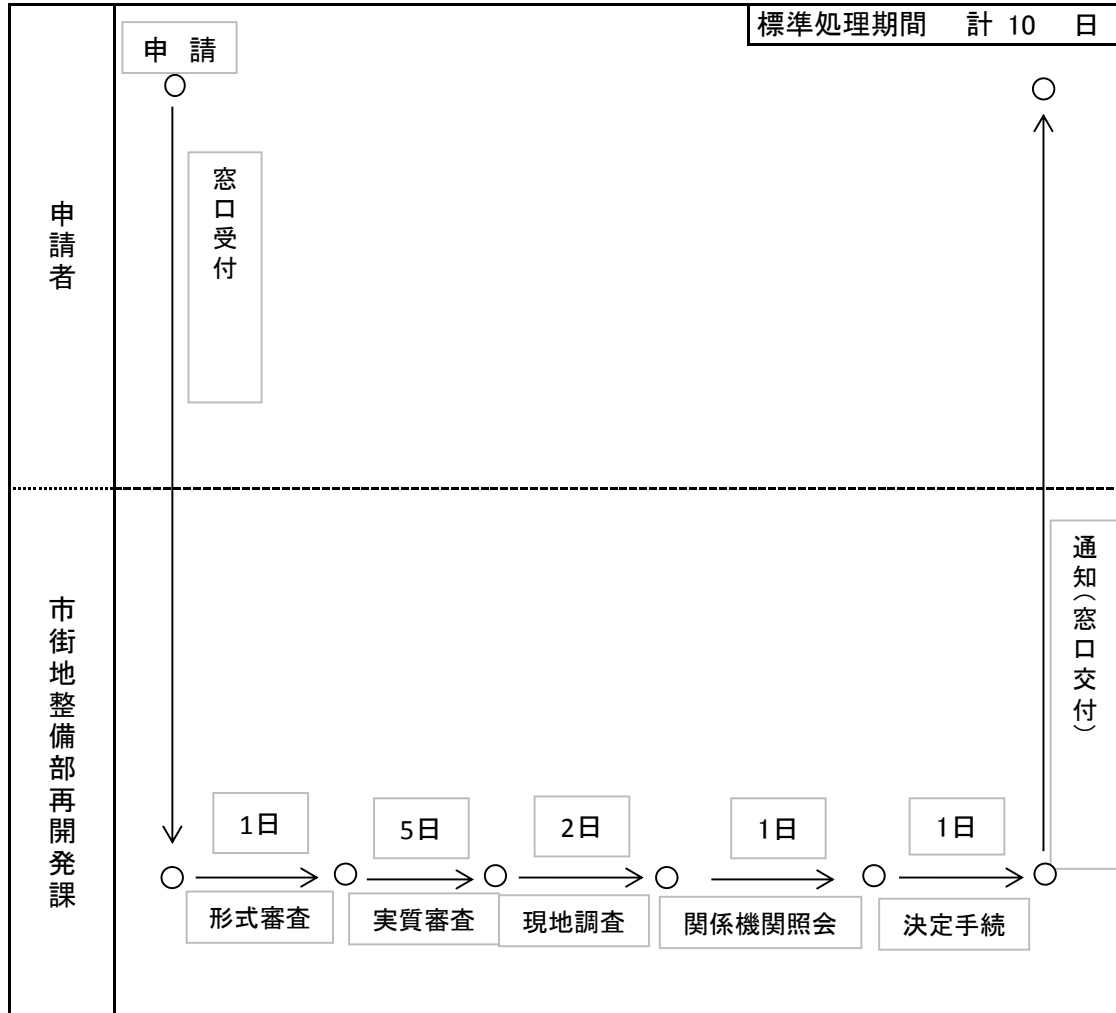 標準処理期間 計 10 日
申 請
申請者
窓口受付
市街地整備部再開発課
通知（窓口交付）
1日
5日
2日
1日
1日
形式審査
実質審査
現地調査
関係機関照会
決定手続